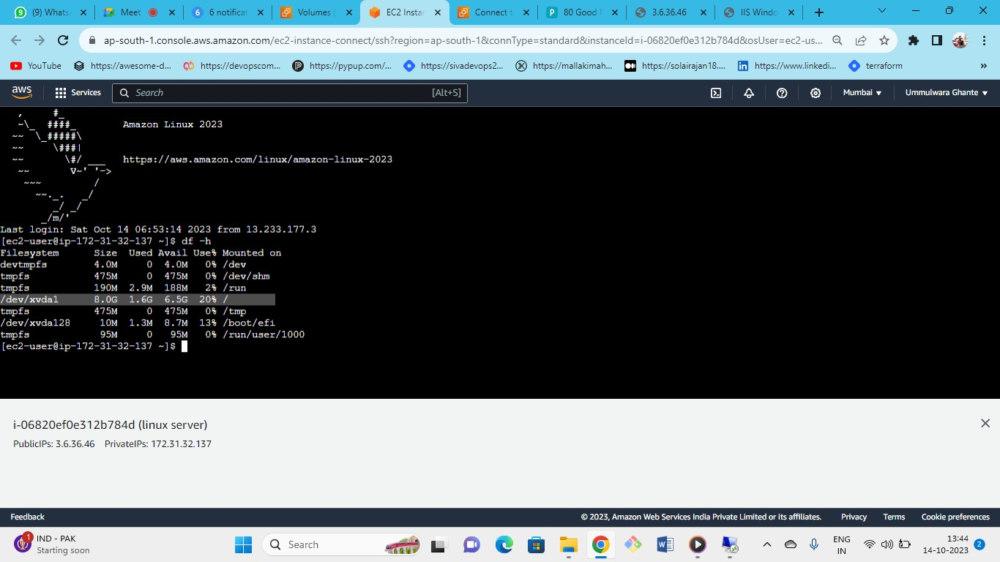 (9) Whats
Meet
6 notificat
Volumes
EC2 Instan
Connect t
80 Good
3.6.36.46
IIS Windo
ap-south-1.console.aws.amazon.com/ec2-instance-connect/ssh?region=ap-south-1&connType=standard&instanceId=i-06820ef0e312b784d&osUser=ec2-us...
YouTube
https://awesome-d...
https://devopscom...
https://pypup.com/...
https://sivadevops2...
https://mallakimah...
https://solairajan18....
https://www.linkedi...
terraform
»
aws
Services
Search
[Alt+S]
Mumbai
Ummulwara Ghante
   ,     #_
   ~\_  ####_        Amazon Linux 2023
  ~~  \_#####\
  ~~     \###|
  ~~       \#/ ___   https://aws.amazon.com/linux/amazon-linux-2023
   ~~       V~' '->
    ~~~         /
      ~~._.   _/
         _/ _/
       _/m/'
Last login: Sat Oct 14 06:53:14 2023 from 13.233.177.3
[ec2-user@ip-172-31-32-137 ~]$ df -h
Filesystem      Size  Used Avail Use% Mounted on
devtmpfs        4.0M     0  4.0M   0% /dev
tmpfs           475M     0  475M   0% /dev/shm
tmpfs           190M  2.9M  188M   2% /run
/dev/xvda1      8.0G  1.6G  6.5G  20% /
tmpfs           475M     0  475M   0% /tmp
/dev/xvda128     10M  1.3M  8.7M  13% /boot/efi
tmpfs            95M     0   95M   0% /run/user/1000
[ec2-user@ip-172-31-32-137 ~]$
i-06820ef0e312b784d (linux server)
PublicIPs: 3.6.36.46 PrivateIPs: 172.31.32.137
Feedback
© 2023, Amazon Web Services India Private Limited or its affiliates.
Privacy
Terms
Cookie preferences
1
IND - PAK
Starting soon
Search
ENG
IN
13:44
14-10-2023
2